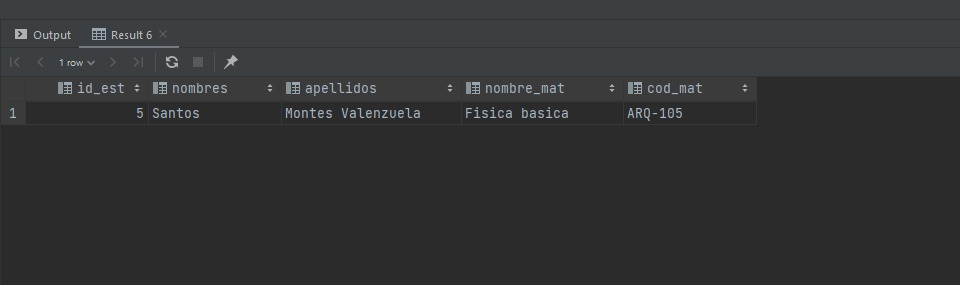 Output Result 6
1 row
id_est nombres apellidos nombre_mat cod_mat
1 5 Santos Montes Valenzuela Fisica basica ARQ-105